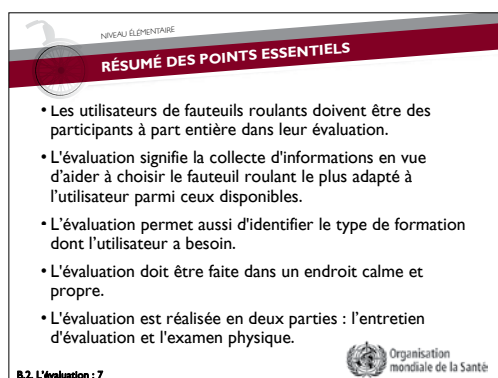 NIVEAU ÉLÉMENTAIRE
RÉSUMÉ DES POINTS ESSENTIELS
• Les utilisateurs de fauteuils roulants doivent être des
participants à part entière dans leur évaluation.
• L'évaluation signifie la collecte d'informations en vue
d'aider à choisir le fauteuil roulant le plus adapté à
l'utilisateur parmi ceux disponibles.
• L'évaluation permet aussi d'identifier le type de formation
dont l'utilisateur a besoin.
• L'évaluation doit être faite dans un endroit calme et
propre.
• L'évaluation est réalisée en deux parties : l'entretien
d'évaluation et l'examen physique.
B.2. L'évaluation : 7
Organisation
mondiale de la Santé